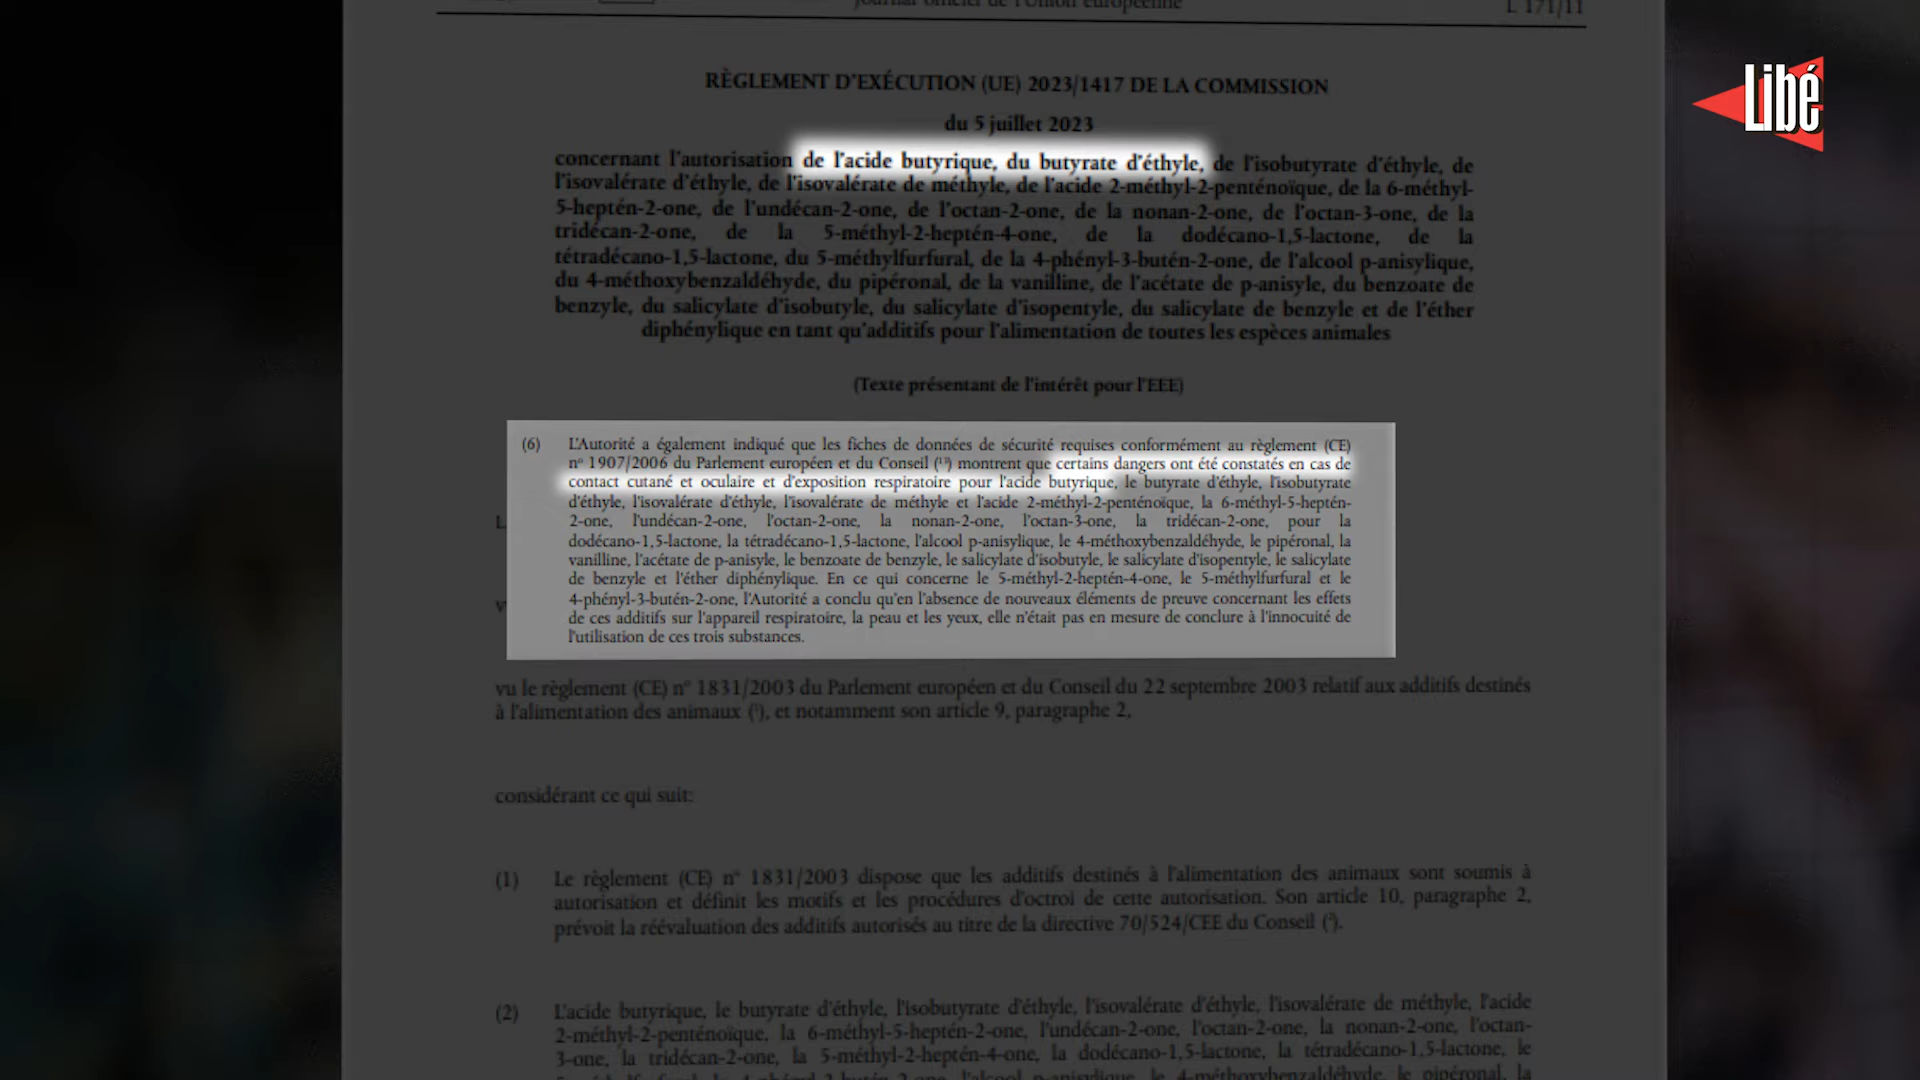 Journal officiel de l'Union européenne
L 171/11
Libé
RÈGLEMENT D'EXÉCUTION (UE) 2023/1417 DE LA COMMISSION
du 5 juillet 2023
concernant l'autorisation de l'acide butyrique, du butyrate d'éthyle, de l'isobutyrate d'éthyle, de
l'isovalérate d'éthyle, de l'isovalérate de méthyle, de l'acide 2-méthyl-2-penténoïque, de la 6-méthyl-
5-heptén-2-one, de l'undécan-2-one, de l'octan-2-one, de la nonan-2-one, de l'octan-3-one, de la
tridécan-2-one, de la 5-méthyl-2-heptén-4-one, de la dodécano-1,5-lactone, de la
tétradécano-1,5-lactone, du 5-méthylfurfural, de la 4-phényl-3-butén-2-one, de l'alcool p-anisylique,
du 4-méthoxybenzaldéhyde, du pipéronal, de la vanilline, de l'acétate de p-anisyle, du benzoate de
benzyle, du salicylate d'isobutyle, du salicylate d'isopentyle, du salicylate de benzyle et de l'éther
diphénylique en tant qu'additifs pour l'alimentation de toutes les espèces animales
(Texte présentant de l'intérêt pour l'EEE)
(6) L'Autorité a également indiqué que les fiches de données de sécurité requises conformément au règlement (CE)
n° 1907/2006 du Parlement européen et du Conseil (¹³) montrent que certains dangers ont été constatés en cas de
contact cutané et oculaire et d'exposition respiratoire pour l'acide butyrique, le butyrate d'éthyle, l'isobutyrate
d'éthyle, l'isovalérate d'éthyle, l'isovalérate de méthyle et l'acide 2-méthyl-2-penténoïque, la 6-méthyl-5-heptén-
2-one, l'undécan-2-one, l'octan-2-one, la nonan-2-one, l'octan-3-one, la tridécan-2-one, pour la
dodécano-1,5-lactone, la tétradécano-1,5-lactone, l'alcool p-anisylique, le 4-méthoxybenzaldéhyde, le pipéronal, la
vanilline, l'acétate de p-anisyle, le benzoate de benzyle, le salicylate d'isobutyle, le salicylate d'isopentyle, le salicylate
de benzyle et l'éther diphénylique. En ce qui concerne le 5-méthyl-2-heptén-4-one, le 5-méthylfurfural et le
4-phényl-3-butén-2-one, l'Autorité a conclu qu'en l'absence de nouveaux éléments de preuve concernant les effets
de ces additifs sur l'appareil respiratoire, la peau et les yeux, elle n'était pas en mesure de conclure à l'innocuité de
l'utilisation de ces trois substances.
vu le règlement (CE) n° 1831/2003 du Parlement européen et du Conseil du 22 septembre 2003 relatif aux additifs destinés
à l'alimentation des animaux (¹), et notamment son article 9, paragraphe 2,
considérant ce qui suit:
(1) Le règlement (CE) n° 1831/2003 dispose que les additifs destinés à l'alimentation des animaux sont soumis à
autorisation et définit les motifs et les procédures d'octroi de cette autorisation. Son article 10, paragraphe 2,
prévoit la réévaluation des additifs autorisés au titre de la directive 70/524/CEE du Conseil (²).
(2) L'acide butyrique, le butyrate d'éthyle, l'isobutyrate d'éthyle, l'isovalérate d'éthyle, l'isovalérate de méthyle, l'acide
2-méthyl-2-penténoïque, la 6-méthyl-5-heptén-2-one, l'undécan-2-one, l'octan-2-one, la nonan-2-one, l'octan-
3-one, la tridécan-2-one, la 5-méthyl-2-heptén-4-one, la dodécano-1,5-lactone, la tétradécano-1,5-lactone, le
l'alcool p-anisylique, le 4-méthoxybenzaldéhyde, le pipéronal, la